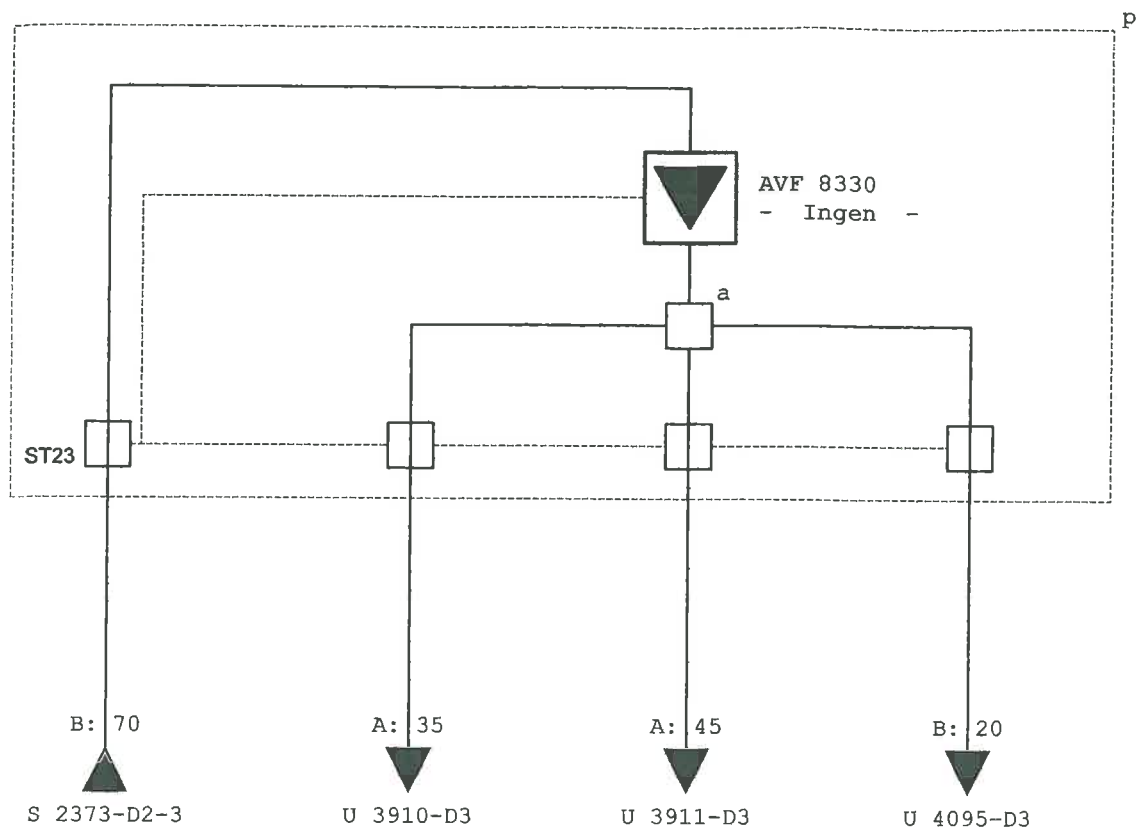 p
AVF 8330
- Ingen -
a
ST23
B: 70
A: 35
A: 45
B: 20
S 2373-D2-3
U 3910-D3
U 3911-D3
U 4095-D3